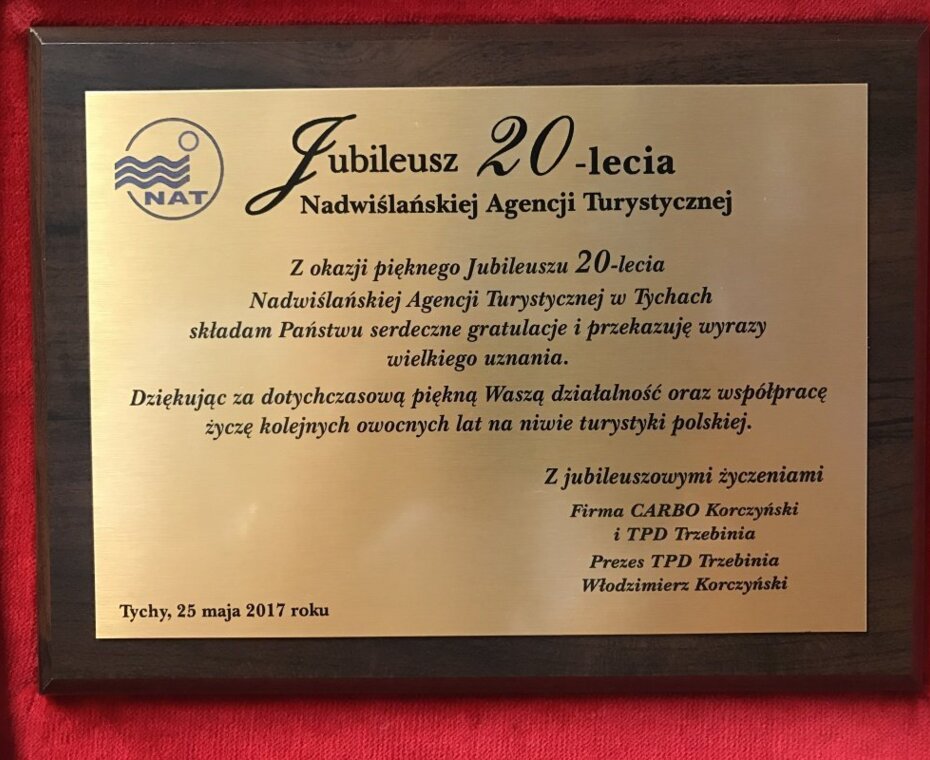 NAT
Jubileusz 20-lecia
Nadwiślańskiej Agencji Turystycznej
Z okazji pięknego Jubileuszu 20-lecia
Nadwiślańskiej Agencji Turystycznej w Tychach
składam Państwu serdeczne gratulacje i przekazuję wyrazy
wielkiego uznania.
Dziękując za dotychczasową piękną Waszą działalność oraz współpracę
życzę kolejnych owocnych lat na niwie turystyki polskiej.
Z jubileuszowymi życzeniami
Firma CARBO Korczyński
i TPD Trzebinia
Prezes TPD Trzebinia
Włodzimierz Korczyński
Tychy, 25 maja 2017 roku